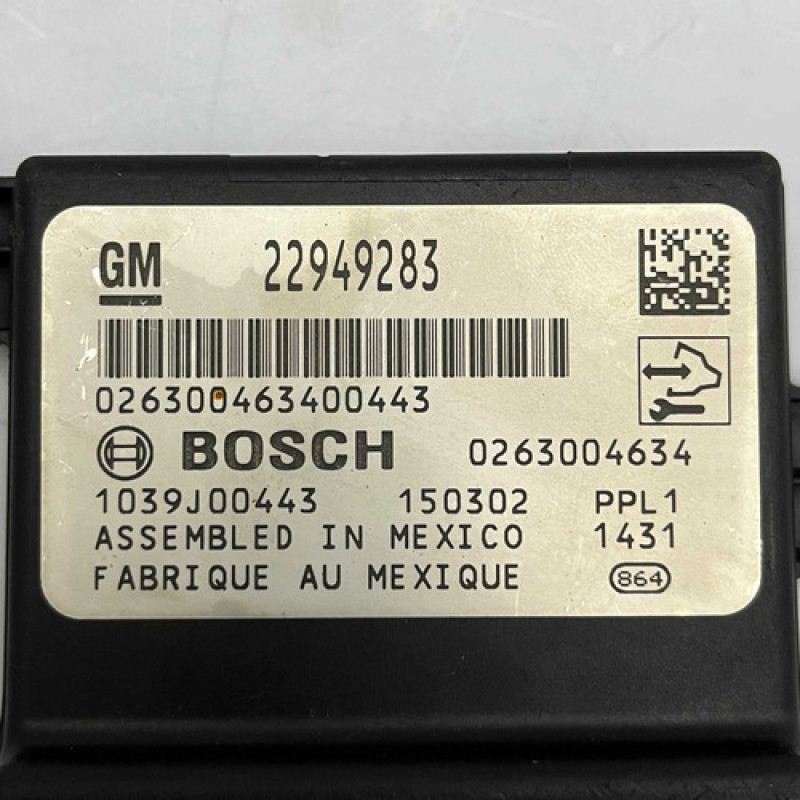 GM 22949283
026300463400443
BOSCH 0263004634
1039J00443 150302 PPL1
ASSEMBLED IN MEXICO 1431
FABRIQUE AU MEXIQUE 864